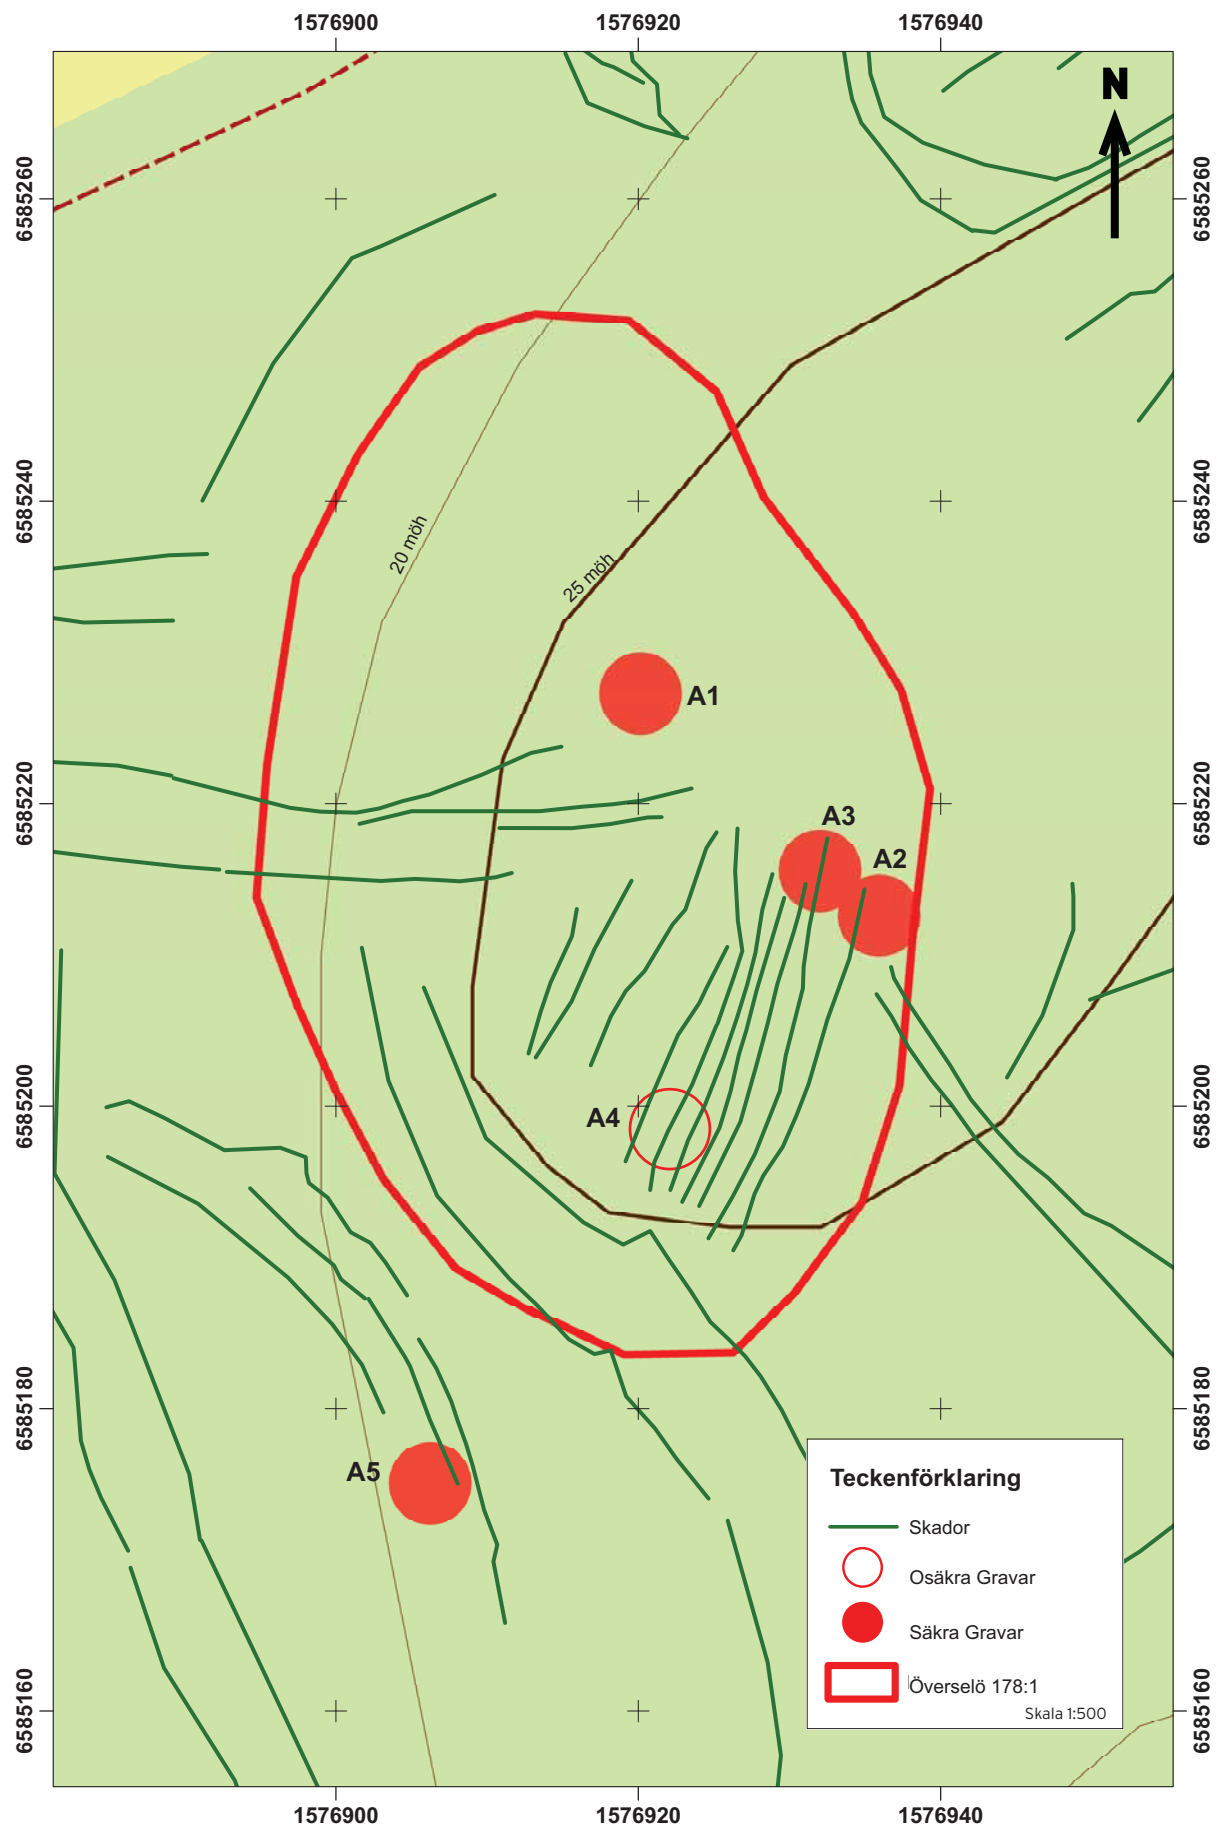 1576900
1576920
1576940
N
6585260
6585260
6585240
6585240
20 möh
25 möh
A1
6585220
6585220
A3
A2
6585200
6585200
A4
6585180
6585180
A5
Teckenförklaring
Skador
Osäkra Gravar
Säkra Gravar
Överselö 178:1
Skala 1:500
6585160
6585160
1576900
1576920
1576940